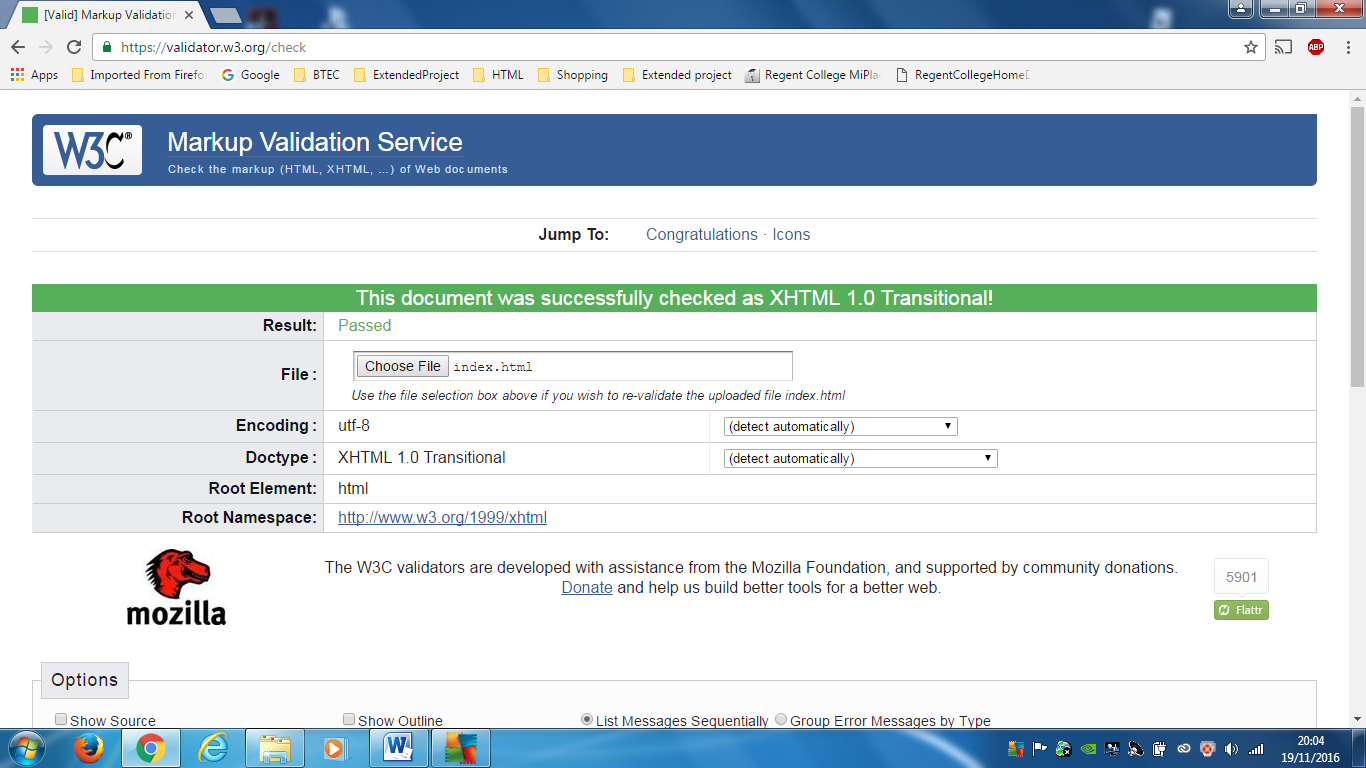 [Valid] Markup Validation
https://validator.w3.org/check
ABP
Apps Imported From Firefo Google BTEC ExtendedProject HTML Shopping Extended project Regent College MiPla RegentCollegeHome
W3C® Markup Validation Service
Check the markup (HTML, XHTML, …) of Web documents
Jump To: Congratulations · Icons
This document was successfully checked as XHTML 1.0 Transitional!
Result: Passed
File : Choose File index.html
Use the file selection box above if you wish to re-validate the uploaded file index.html
Encoding : utf-8 (detect automatically)
Doctype : XHTML 1.0 Transitional (detect automatically)
Root Element: html
Root Namespace: http://www.w3.org/1999/xhtml
mozilla
The W3C validators are developed with assistance from the Mozilla Foundation, and supported by community donations.
Donate and help us build better tools for a better web.
5901
Flattr
Options
Show Source Show Outline List Messages Sequentially Group Error Messages by Type
20:04
19/11/2016